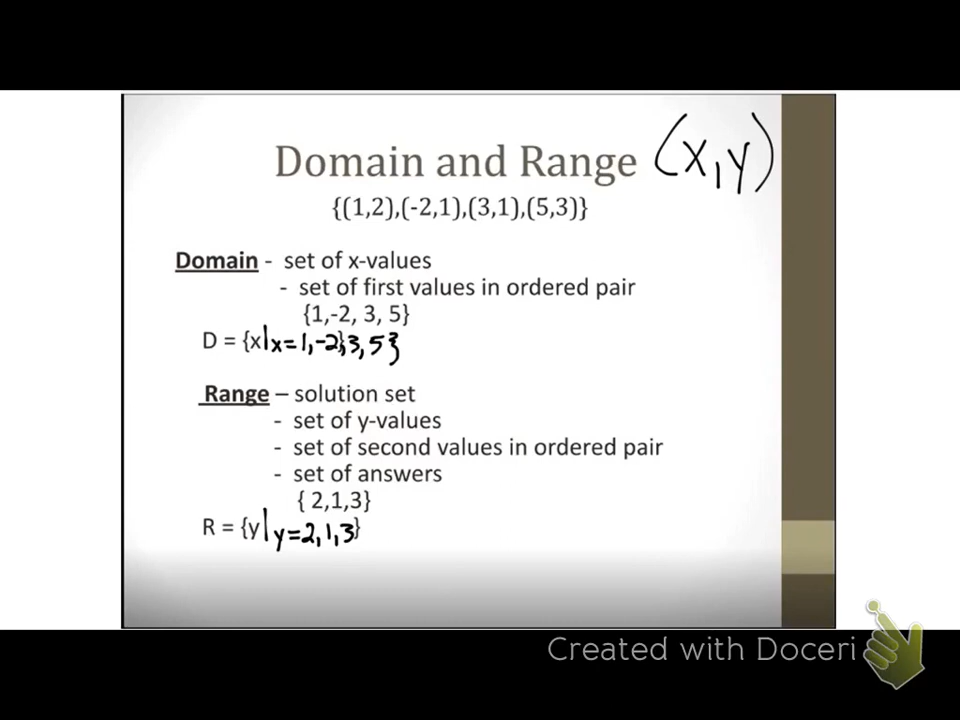 Domain and Range (x,y)
{(1,2),(-2,1),(3,1),(5,3)}
Domain - set of x-values
- set of first values in ordered pair
{1,-2, 3, 5}
D = {x|x=1,-2},3,5}
Range – solution set
- set of y-values
- set of second values in ordered pair
- set of answers
{ 2,1,3}
R = {y|y=2,1,3}
Created with Doceri